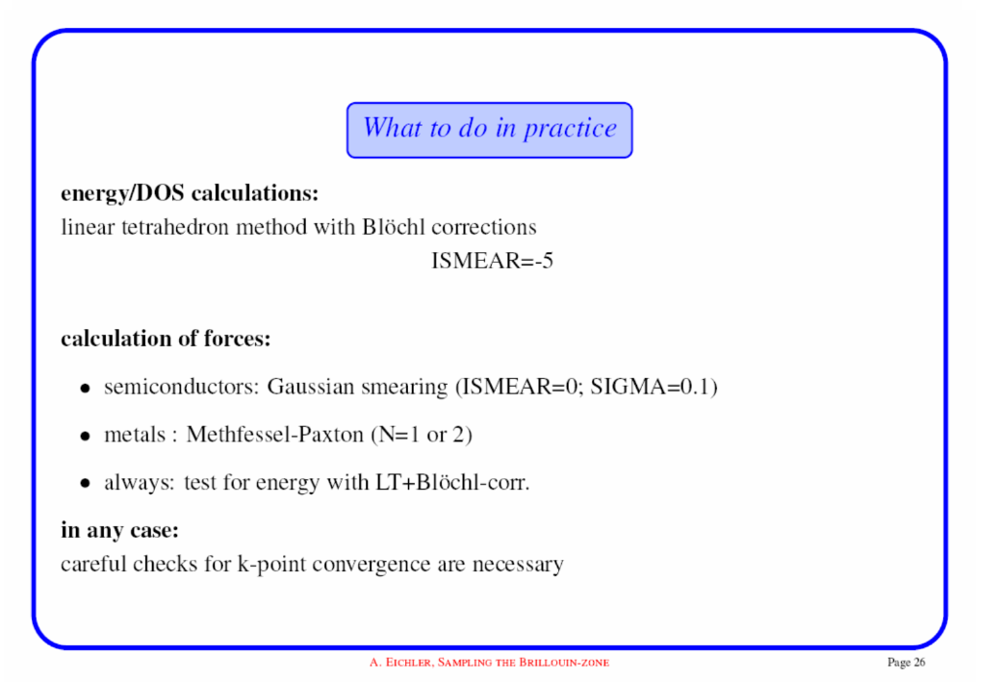 What to do in practice
energy/DOS calculations:
linear tetrahedron method with Blöchl corrections
ISMEAR=-5
calculation of forces:
• semiconductors: Gaussian smearing (ISMEAR=0; SIGMA=0.1)
• metals : Methfessel-Paxton (N=1 or 2)
• always: test for energy with LT+Blöchl-corr.
in any case:
careful checks for k-point convergence are necessary
A. EICHLER, SAMPLING THE BRILLOUIN-ZONE
Page 26